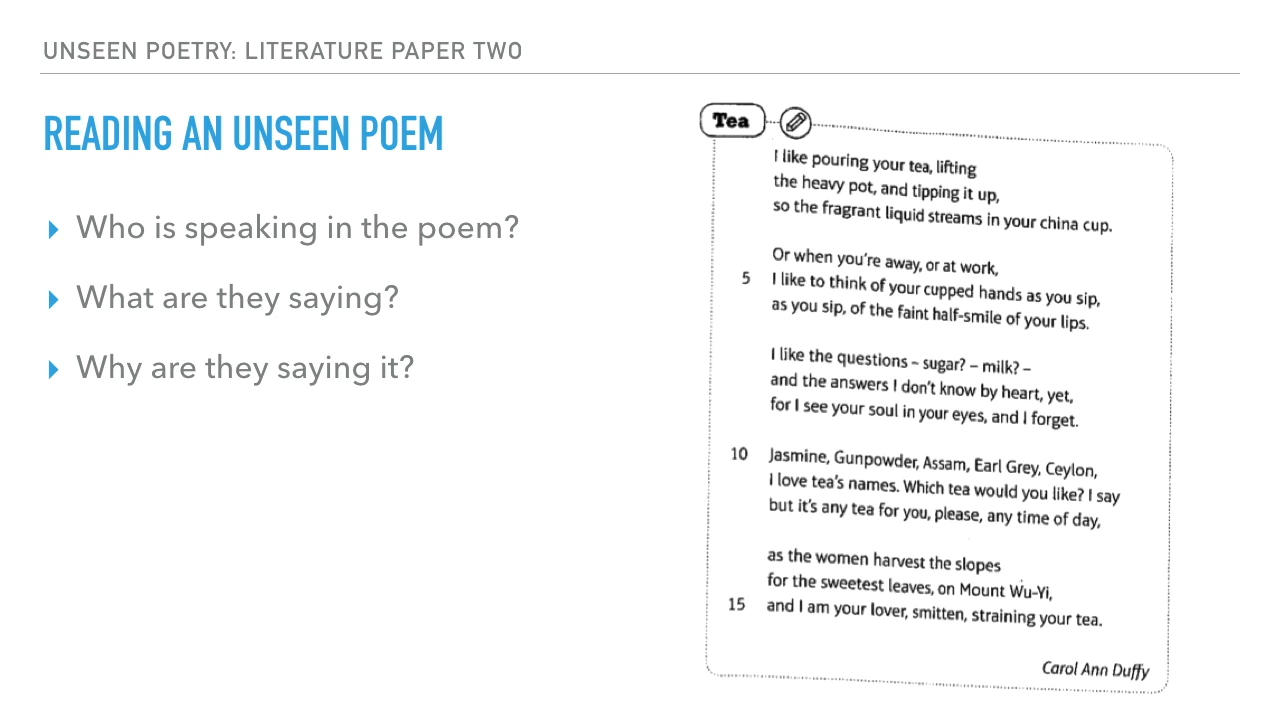 UNSEEN POETRY: LITERATURE PAPER TWO
READING AN UNSEEN POEM
Who is speaking in the poem?
What are they saying?
Why are they saying it?
Tea
I like pouring your tea, lifting
the heavy pot, and tipping it up,
so the fragrant liquid streams in your china cup.
Or when you're away, or at work,
5 I like to think of your cupped hands as you sip,
as you sip, of the faint half-smile of your lips.
I like the questions – sugar? – milk? –
and the answers I don't know by heart, yet,
for I see your soul in your eyes, and I forget.
10 Jasmine, Gunpowder, Assam, Earl Grey, Ceylon,
I love tea's names. Which tea would you like? I say
but it's any tea for you, please, any time of day,
as the women harvest the slopes
for the sweetest leaves, on Mount Wu-Yi,
15 and I am your lover, smitten, straining your tea.
Carol Ann Duffy